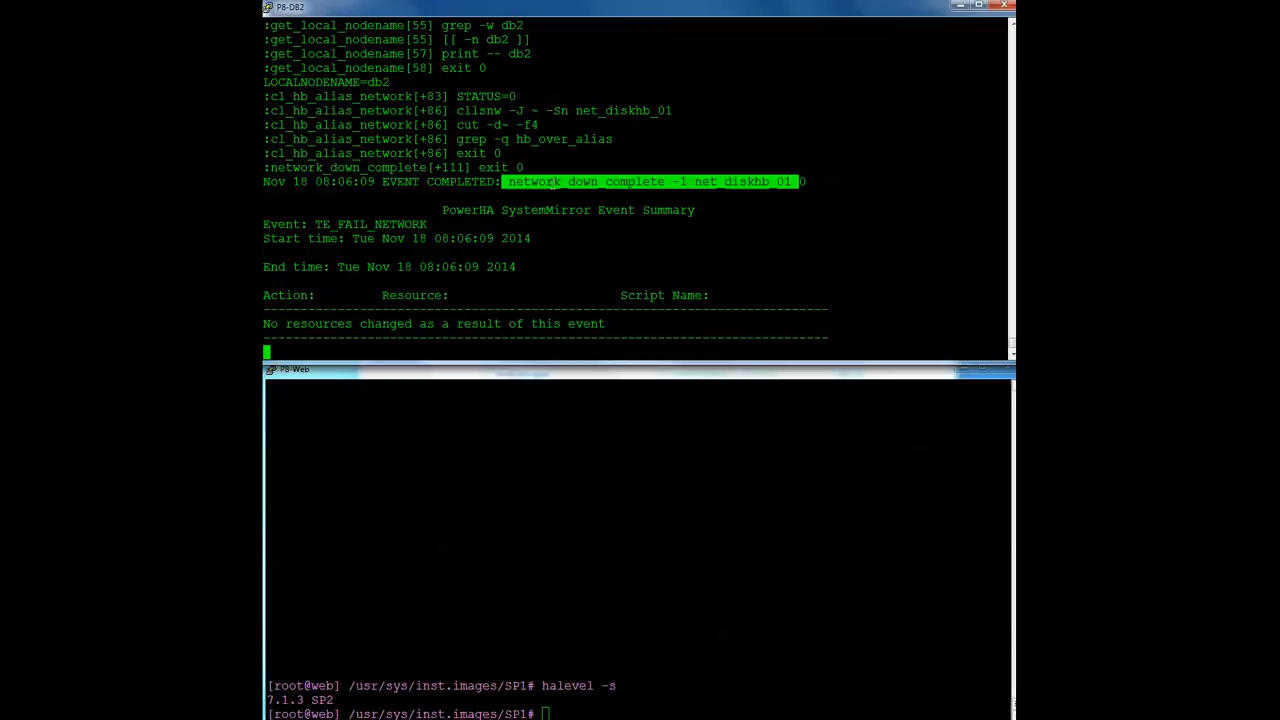 P8-DB2
:get_local_nodename[55] grep -w db2
:get_local_nodename[55] [[ -n db2 ]]
:get_local_nodename[57] print -- db2
:get_local_nodename[58] exit 0
LOCALNODENAME=db2
:cl_hb_alias_network[+83] STATUS=0
:cl_hb_alias_network[+86] cllsnw -J ~ -Sn net_diskhb_01
:cl_hb_alias_network[+86] cut -d~ -f4
:cl_hb_alias_network[+86] grep -q hb_over_alias
:cl_hb_alias_network[+86] exit 0
:network_down_complete[+111] exit 0
Nov 18 08:06:09 EVENT COMPLETED: network_down_complete -1 net_diskhb_01 0
PowerHA SystemMirror Event Summary
Event: TE_FAIL_NETWORK
Start time: Tue Nov 18 08:06:09 2014
End time: Tue Nov 18 08:06:09 2014
Action: Resource: Script Name:
----------------------------------------------------------------------------
No resources changed as a result of this event
----------------------------------------------------------------------------
P8-Web
[root@web] /usr/sys/inst.images/SP1# halevel -s
7.1.3 SP2
[root@web] /usr/sys/inst.images/SP1#